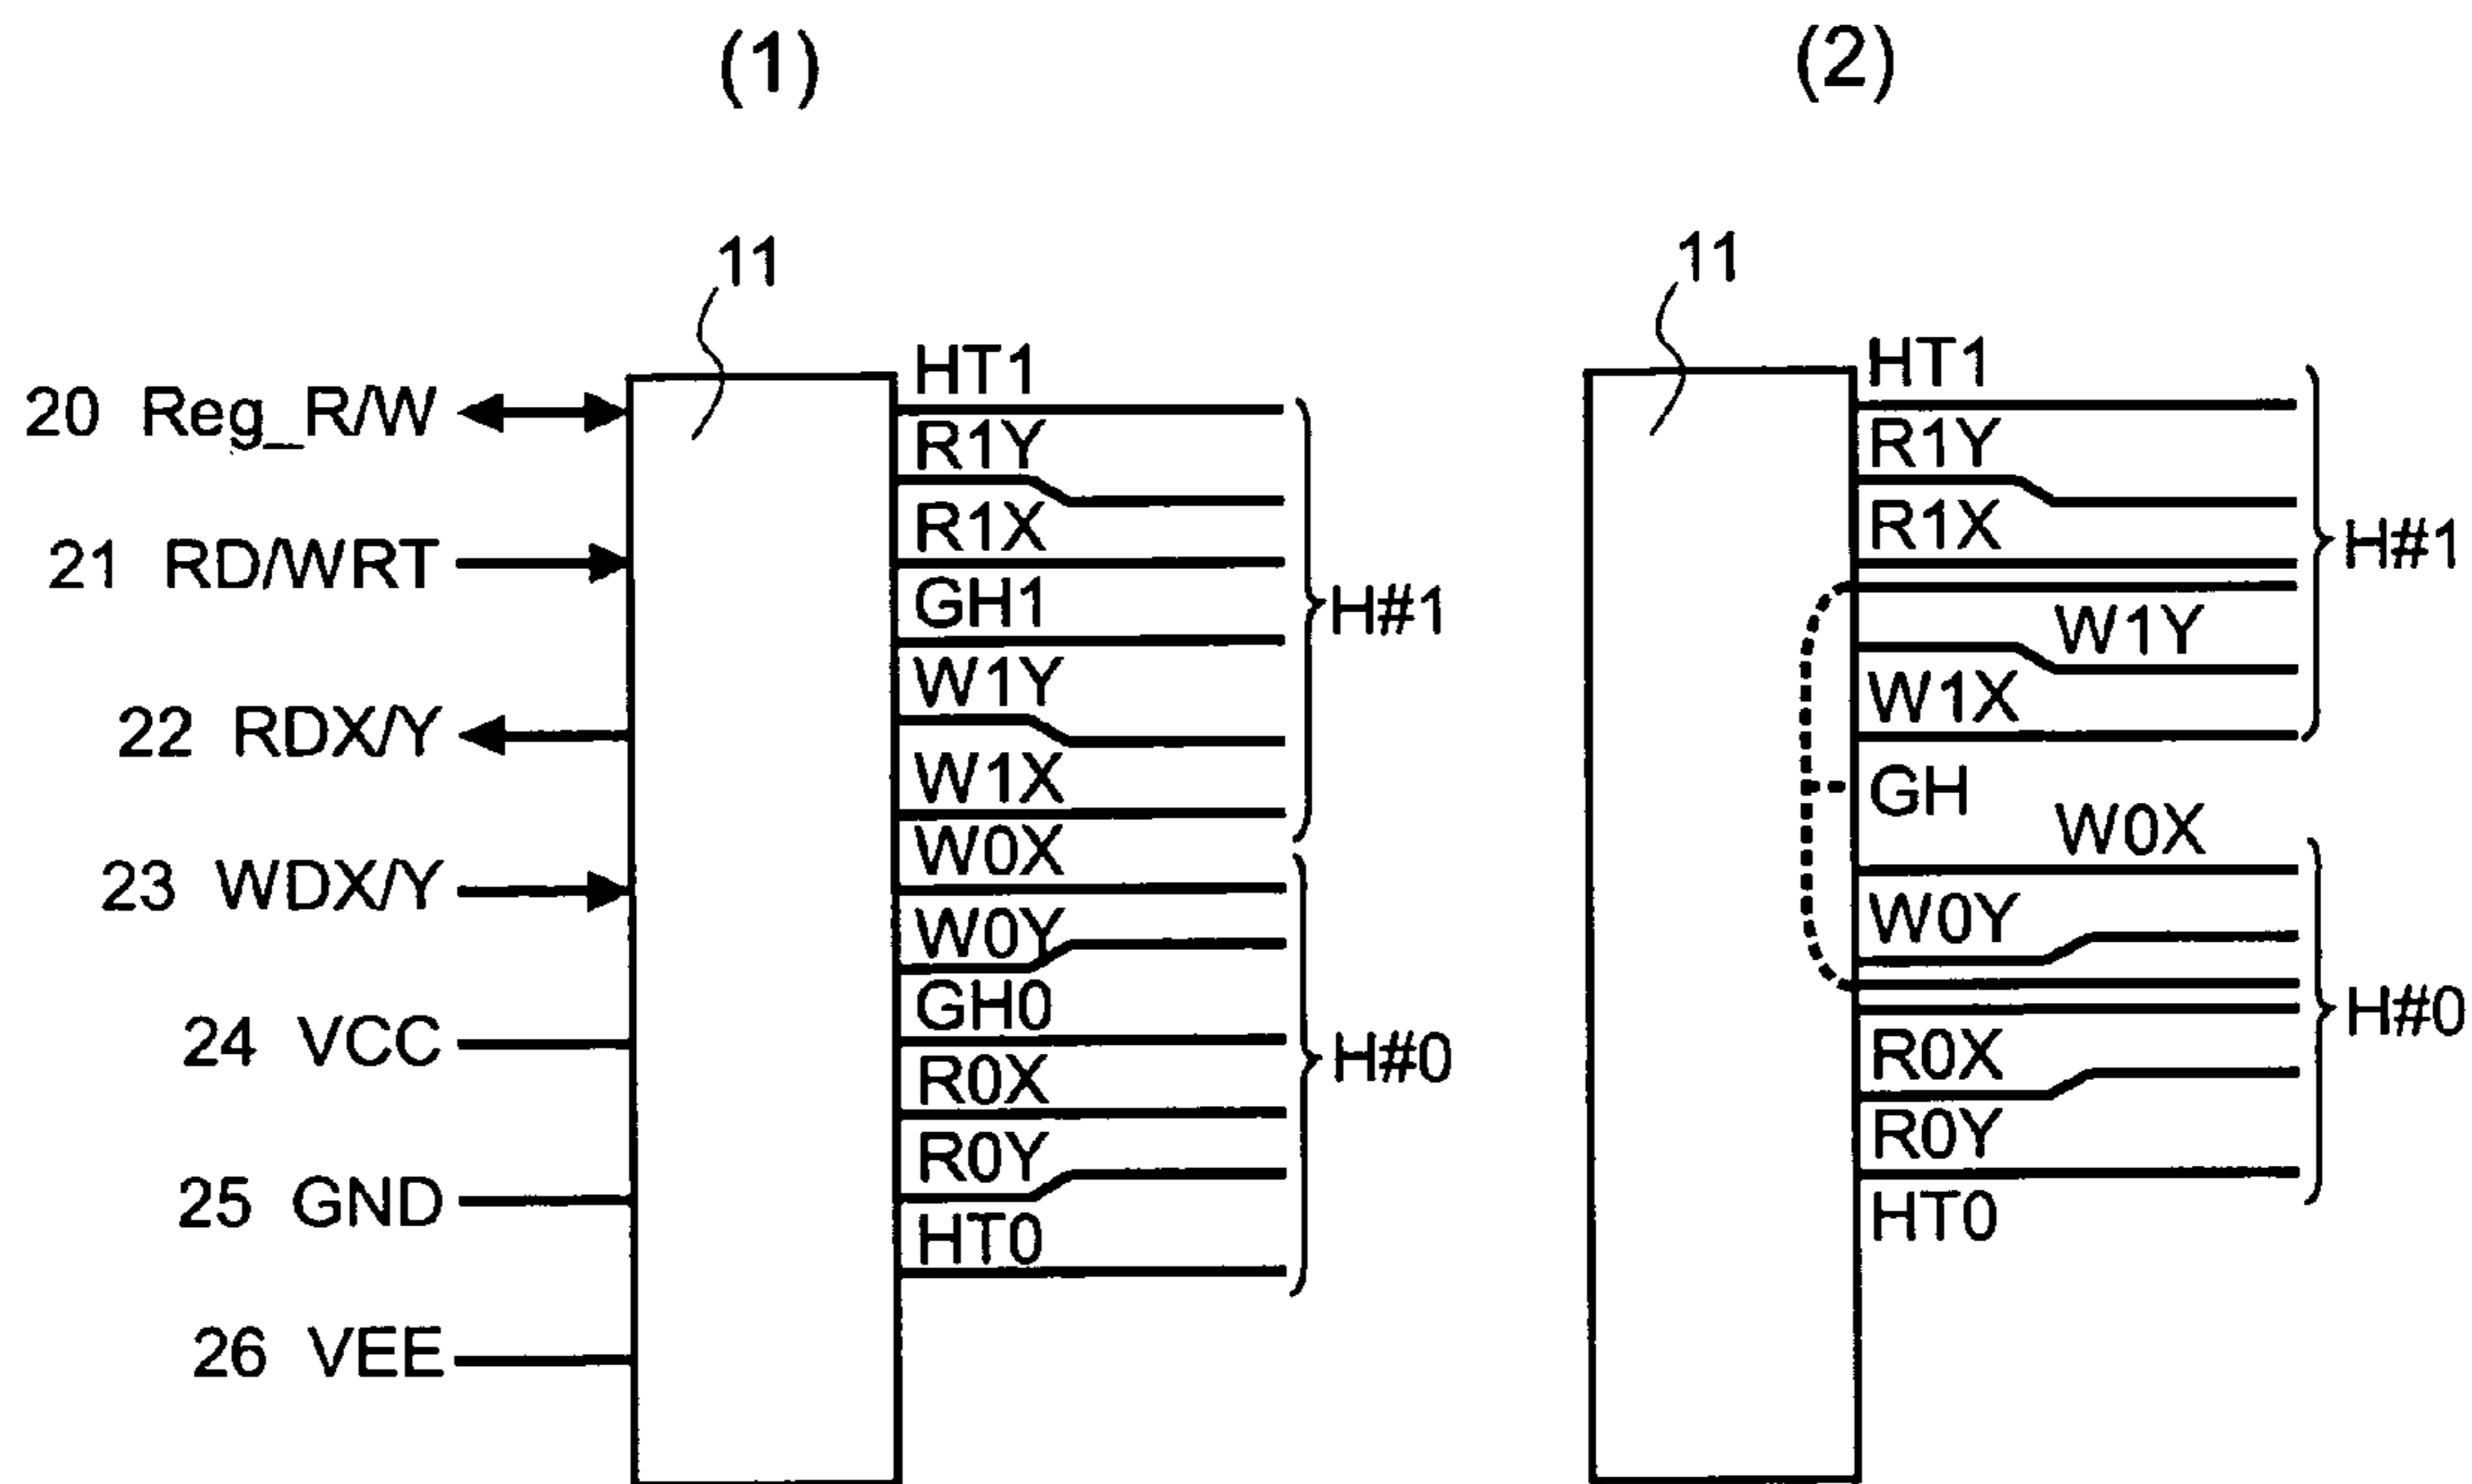 (1)
11
20 Reg_R/W
21 RD/WRT
22 RDX/Y
23 WDX/Y
24 VCC
25 GND
26 VEE
HT1
R1Y
R1X
GH1
W1Y
W1X
W0X
W0Y
GH0
R0X
R0Y
HT0
H#1
H#0
(2)
11
HT1
R1Y
R1X
W1Y
W1X
GH
W0X
W0Y
R0X
R0Y
HT0
H#1
H#0